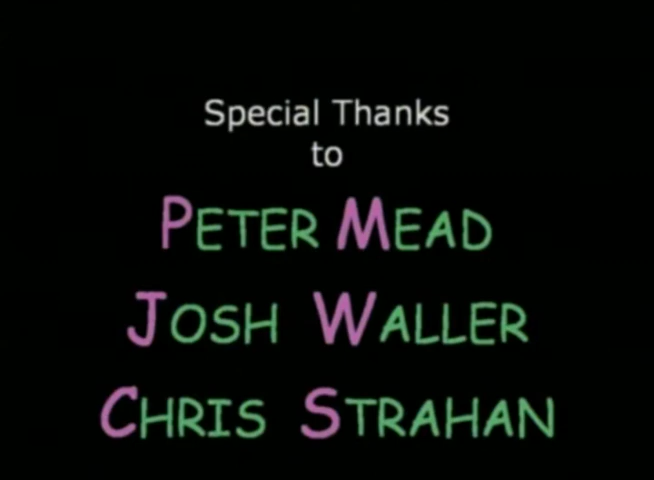 Special Thanks
to
PETER MEAD
JOSH WALLER
CHRIS STRAHAN